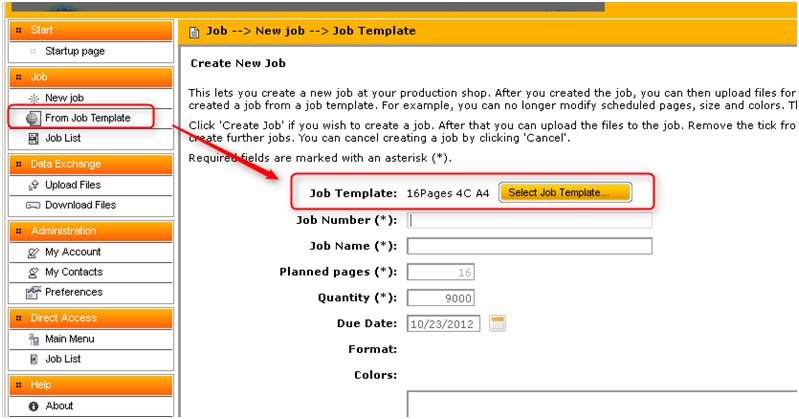 Start
Startup page
Job
New job
From Job Template
Job List
Data Exchange
Upload Files
Download Files
Administration
My Account
My Contacts
Preferences
Direct Access
Main Menu
Job List
Help
About
Job --> New job --> Job Template
Create New Job
This lets you create a new job at your production shop. After you created the job, you can then upload files for
created a job from a job template. For example, you can no longer modify scheduled pages, size and colors. T
Click 'Create Job' if you wish to create a job. After that you can upload the files to the job. Remove the tick from
create further jobs. You can cancel creating a job by clicking 'Cancel'.
Required fields are marked with an asterisk (*).
Job Template: 16Pages 4C A4 Select Job Template...
Job Number (*):
Job Name (*):
Planned pages (*): 16
Quantity (*): 9000
Due Date: 10/23/2012
Format:
Colors: